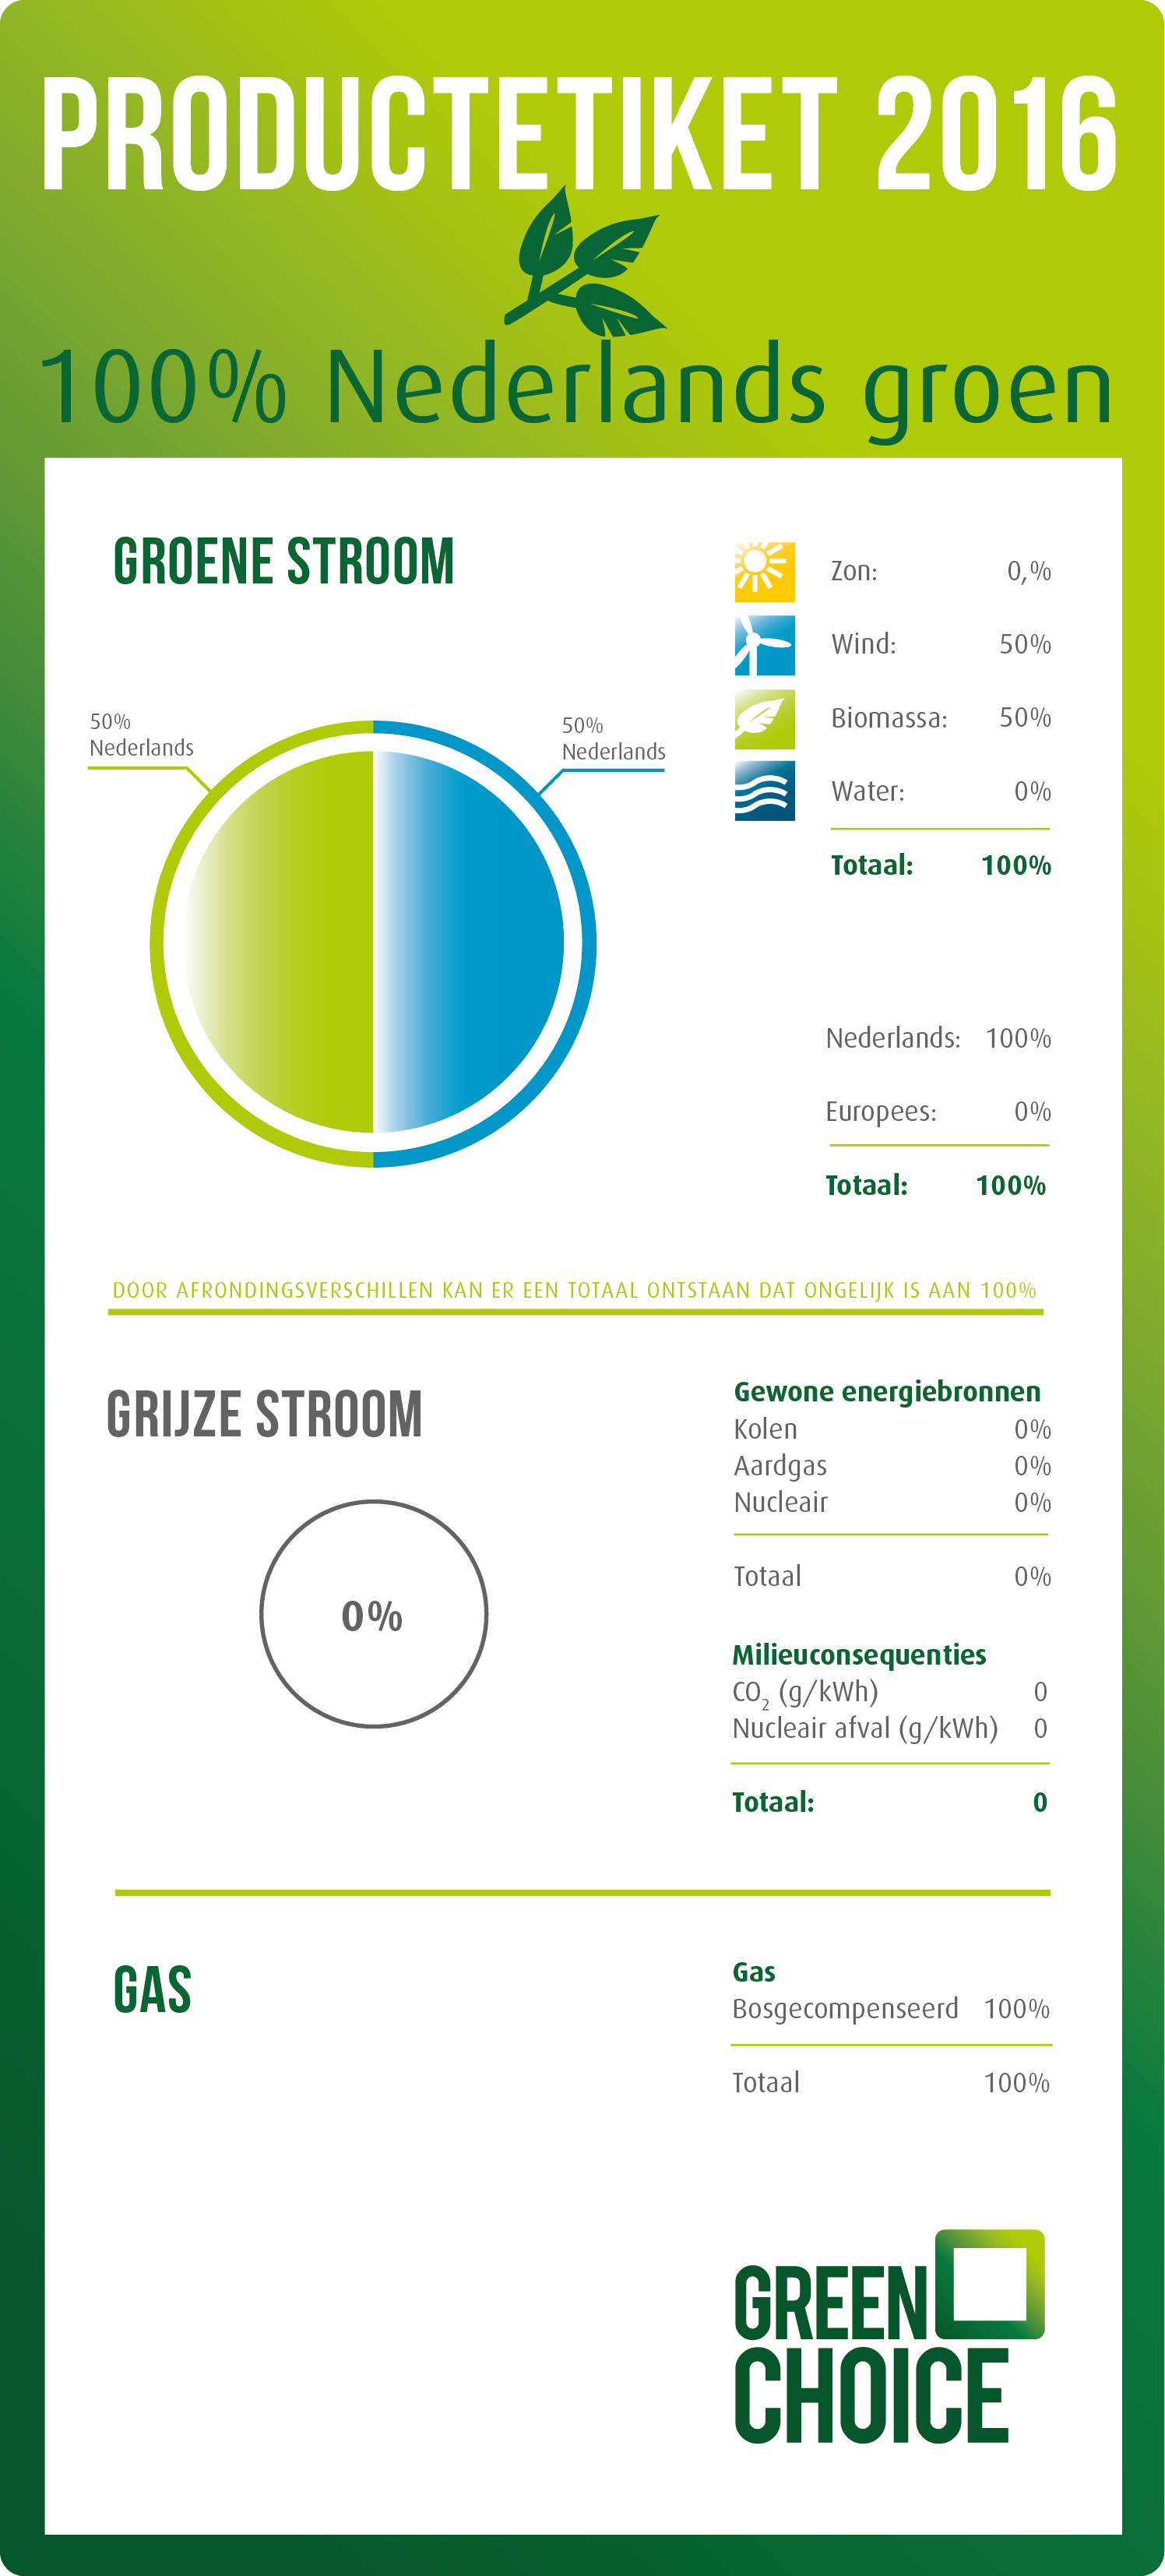 PRODUCTETIKET 2016
100% Nederlands groen
GROENE STROOM
50%
Nederlands
50%
Nederlands
Zon: 0,%
Wind: 50%
Biomassa: 50%
Water: 0%
Totaal: 100%
Nederlands: 100%
Europees: 0%
Totaal: 100%
DOOR AFRONDINGSVERSCHILLEN KAN ER EEN TOTAAL ONTSTAAN DAT ONGELIJK IS AAN 100%
GRIJZE STROOM
0%
Gewone energiebronnen
Kolen 0%
Aardgas 0%
Nucleair 0%
Totaal 0%
Milieuconsequenties
CO₂ (g/kWh) 0
Nucleair afval (g/kWh) 0
Totaal: 0
GAS
Gas
Bosgecompenseerd 100%
Totaal 100%
GREEN
CHOICE